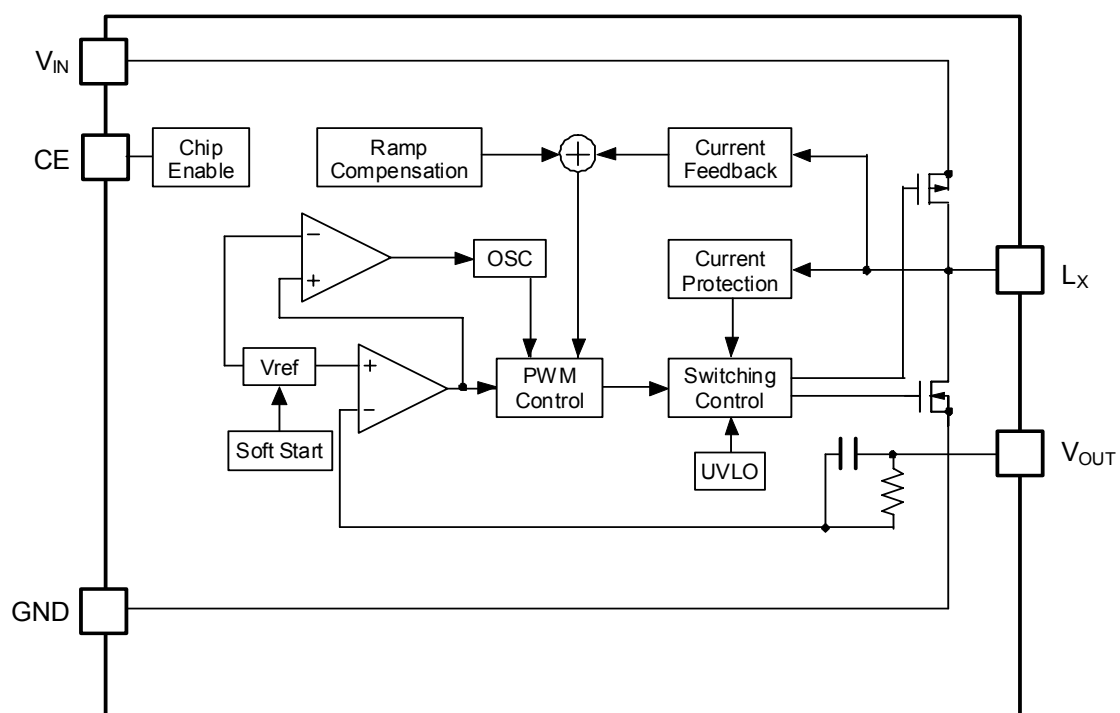 VIN
CE
Chip
Enable
Ramp
Compensation
+
Current
Feedback
−
+
OSC
Current
Protection
LX
Vref
+
−
PWM
Control
Switching
Control
Soft Start
UVLO
VOUT
GND